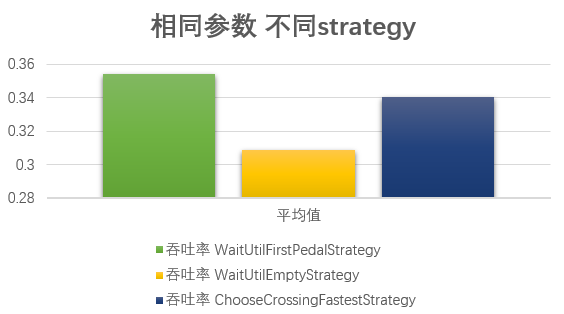 相同参数 不同strategy
0.36
0.34
0.32
0.3
0.28
平均值
吞吐率 WaitUtilFirstPedalStrategy
吞吐率 WaitUtilEmptyStrategy
吞吐率 ChooseCrossingFastestStrategy